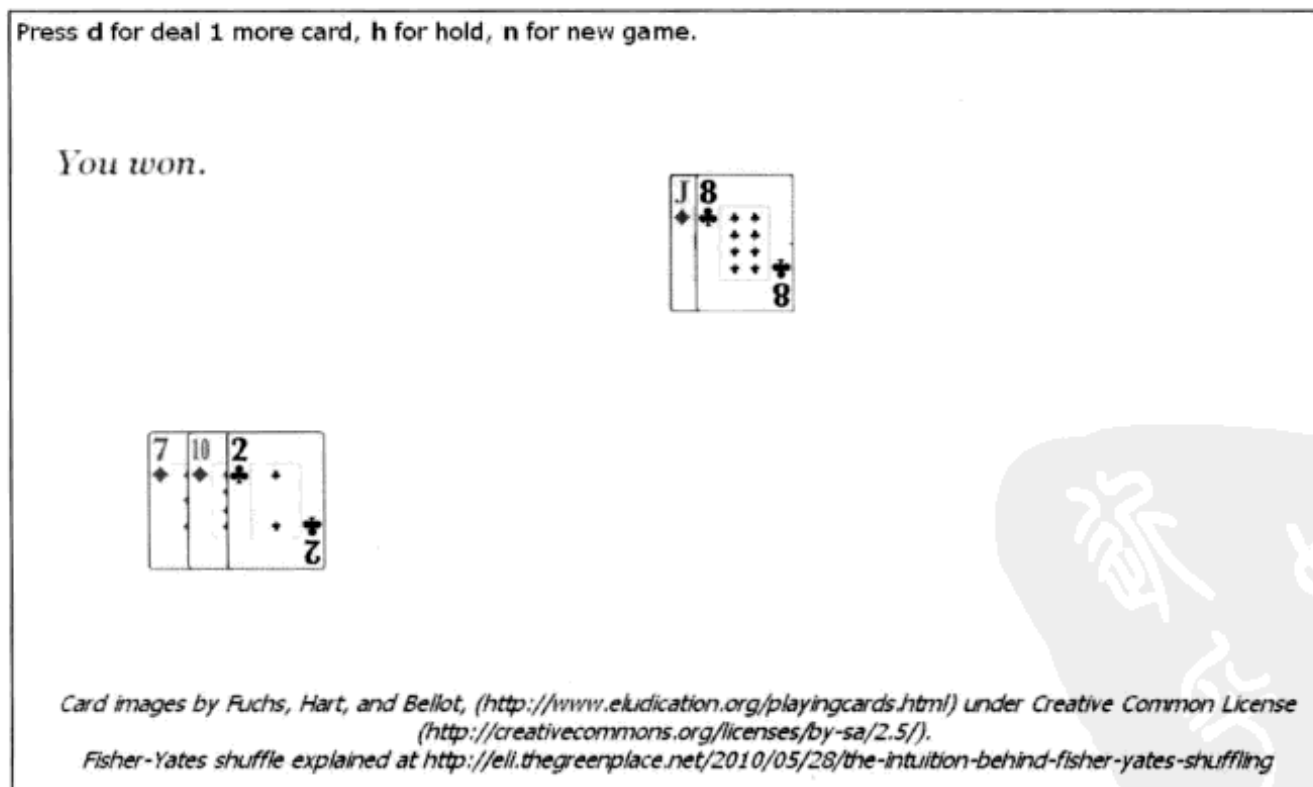 Press d for deal 1 more card, h for hold, n for new game.
You won.
J 8
8
7 10 2
2
Card images by Fuchs, Hart, and Bellot, (http://www.eludication.org/playingcards.html) under Creative Common License
(http://creativecommons.org/licenses/by-sa/2.5/).
Fisher-Yates shuffle explained at http://eli.thegreenplace.net/2010/05/28/the-intuition-behind-fisher-yates-shuffling